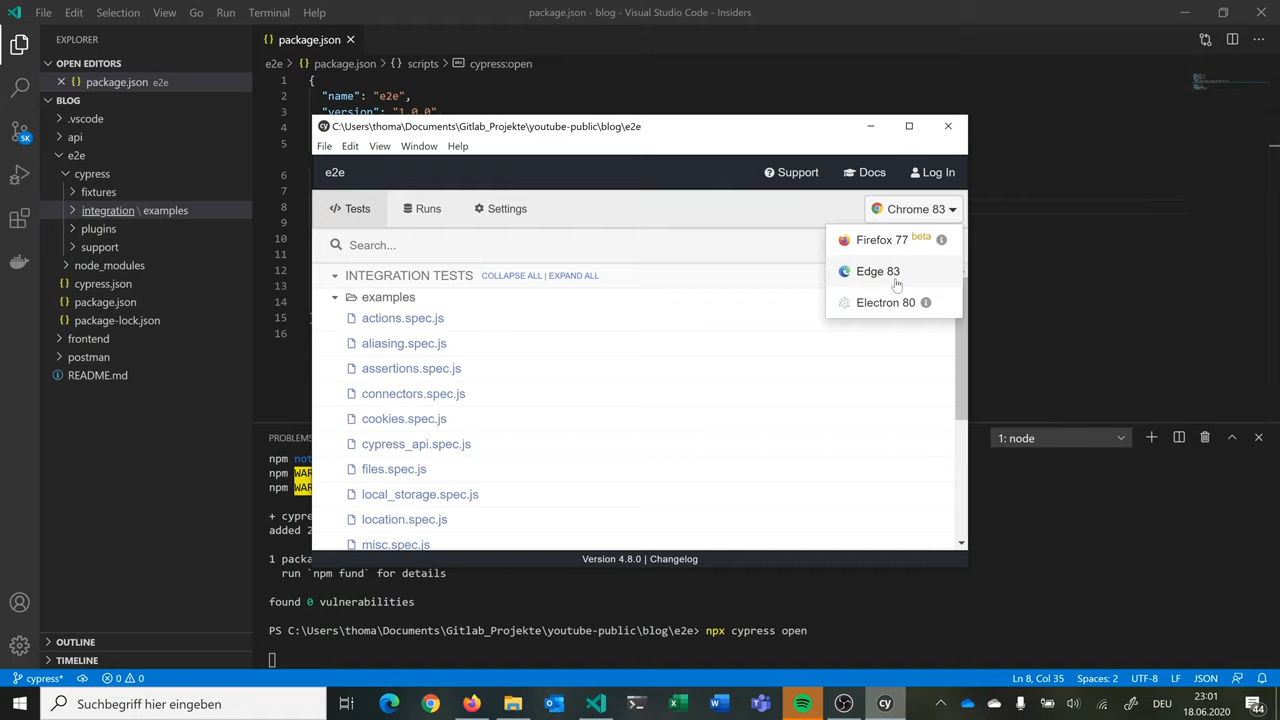 File Edit Selection View Go Run Terminal Help
package.json - blog - Visual Studio Code - Insiders
EXPLORER
package.json
OPEN EDITORS
package.json e2e
e2e > package.json > scripts > cypress:open
BLOG
.vscode
api
e2e
cypress
fixtures
integration \ examples
plugins
support
node_modules
cypress.json
package.json
package-lock.json
frontend
postman
README.md
OUTLINE
TIMELINE
1 {
2 "name": "e2e",
3 "version": "1.0.0",
4
5
6
7
8
9
10
11
12
13
14
15
16
C:\Users\thoma\Documents\Gitlab_Projekte\youtube-public\blog\e2e
File Edit View Window Help
e2e
Support Docs Log In
Tests Runs Settings
Chrome 83
Firefox 77 beta
Edge 83
Electron 80
Search...
INTEGRATION TESTS COLLAPSE ALL | EXPAND ALL
examples
actions.spec.js
aliasing.spec.js
assertions.spec.js
connectors.spec.js
cookies.spec.js
cypress_api.spec.js
files.spec.js
local_storage.spec.js
location.spec.js
misc.spec.js
Version 4.8.0 | Changelog
1: node
npm
npm
npm
added 2
run `npm fund` for details
found 0 vulnerabilities
PS C:\Users\thoma\Documents\Gitlab_Projekte\youtube-public\blog\e2e> npx cypress open
cypress* 0 0
Ln 8, Col 35 Spaces: 2 UTF-8 LF JSON
Suchbegriff hier eingeben
DEU
23:01
18.06.2020
44